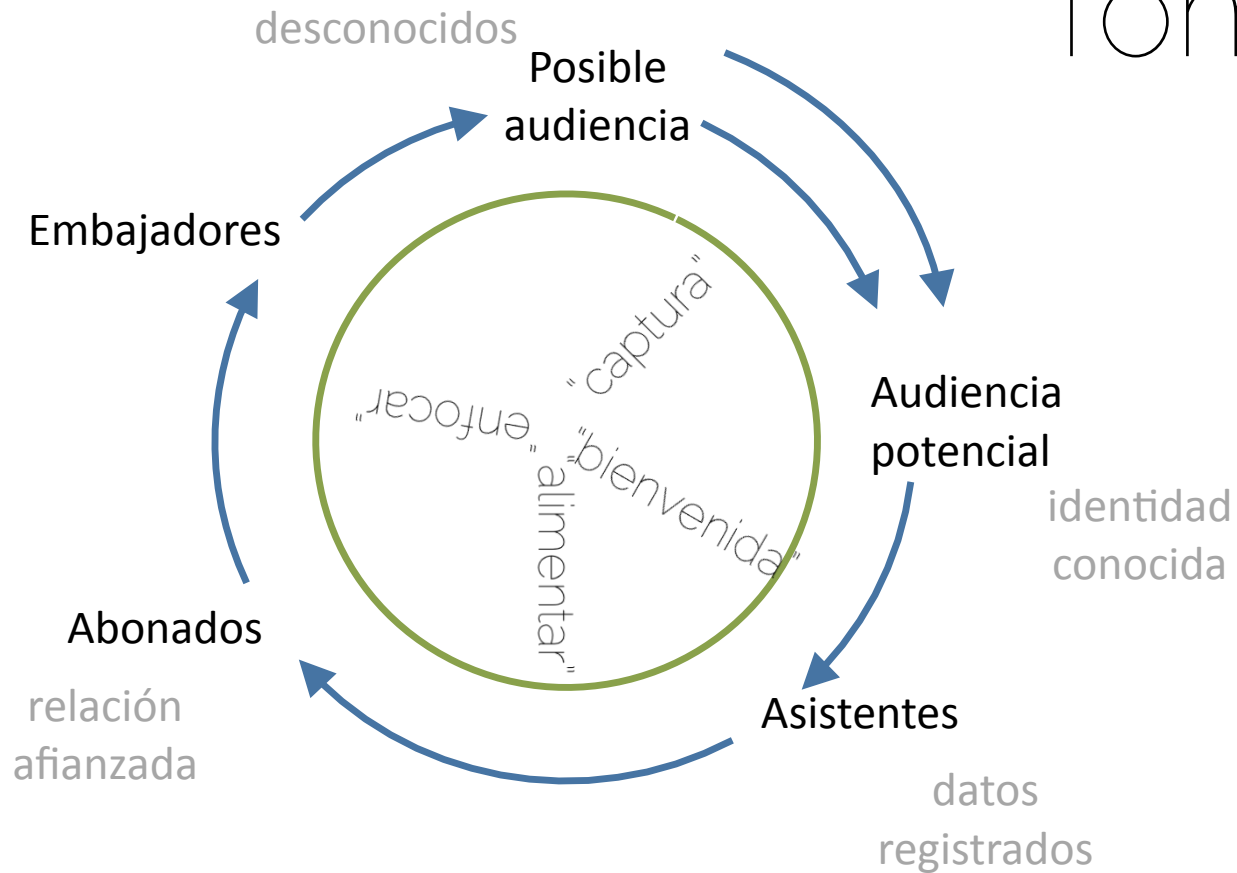 desconocidos
Posible
audiencia
Embajadores
"captura"
"enfocar"
"bienvenida"
"alimentar"
Audiencia
potencial
identidad
conocida
Abonados
Asistentes
relación
afianzada
datos
registrados